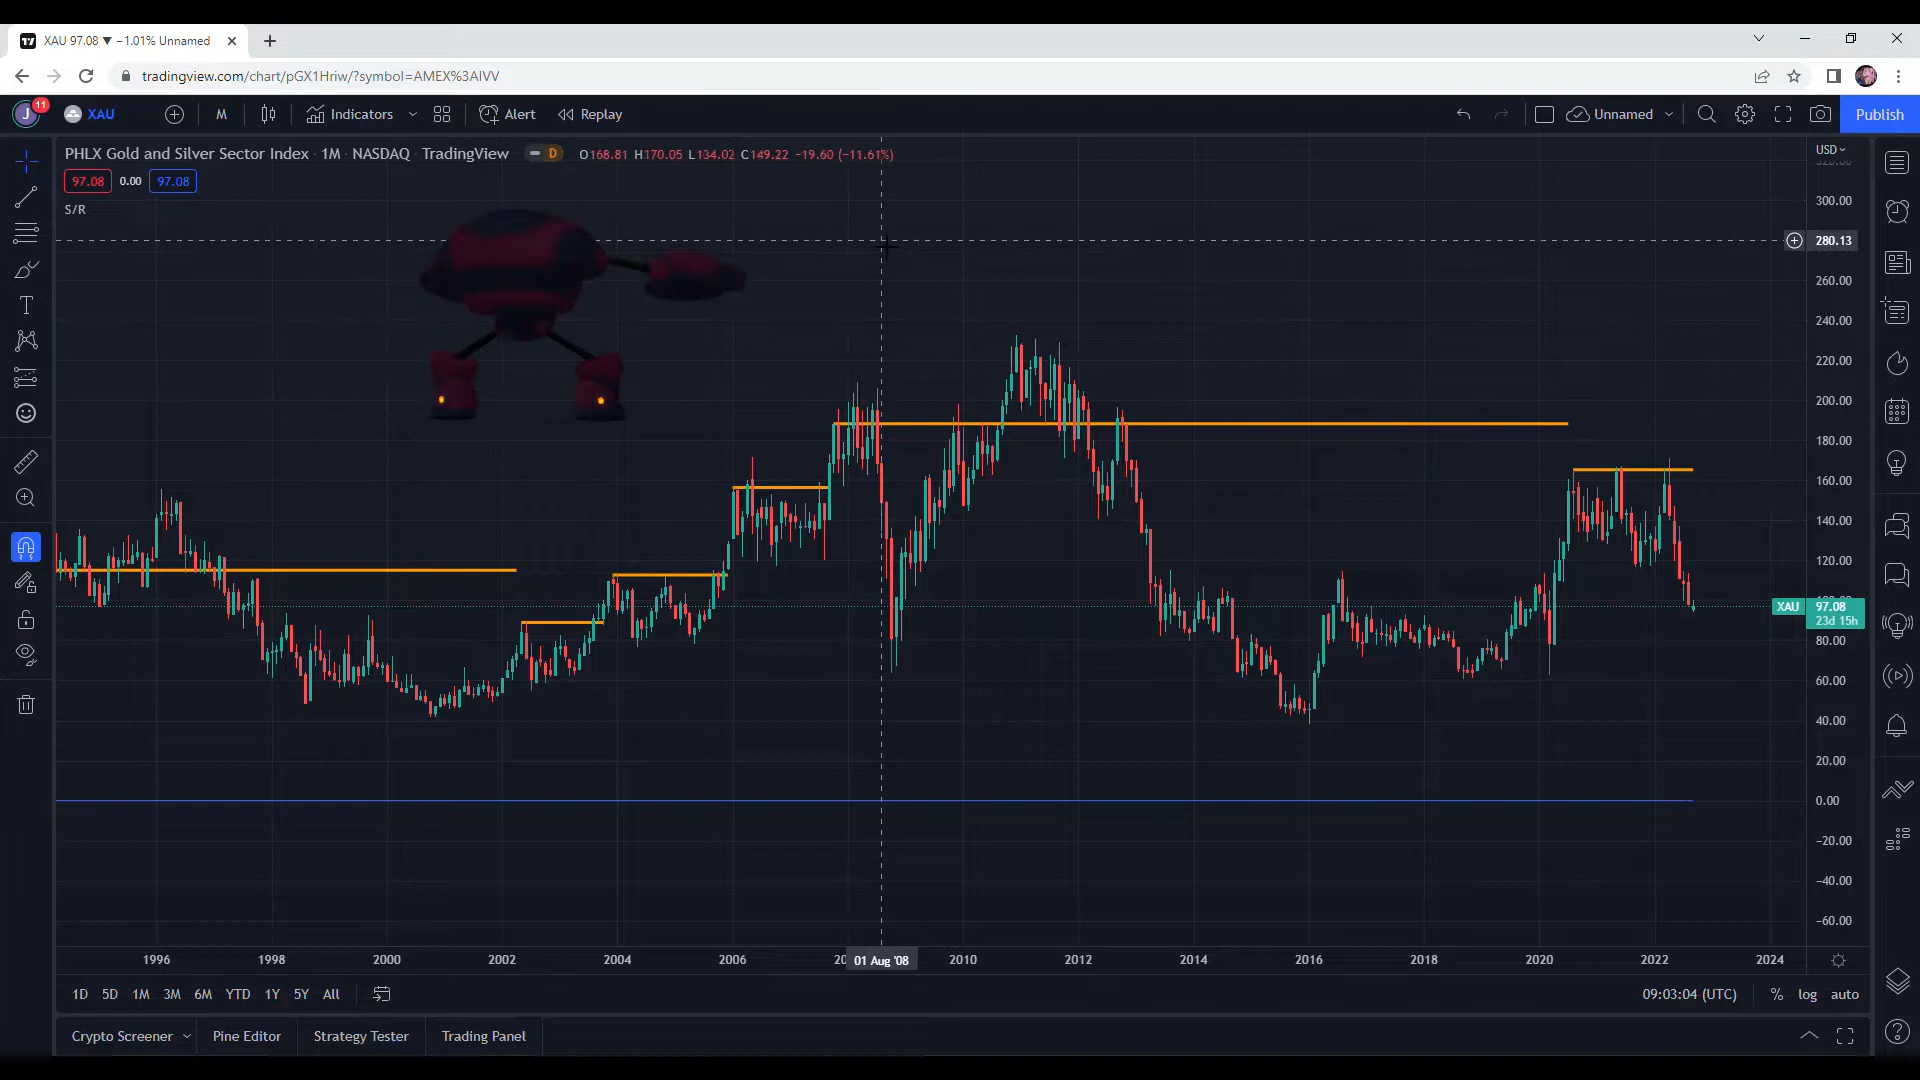 XAU 97.08 ▼ −1.01% Unnamed
tradingview.com/chart/pGX1Hriw/?symbol=AMEX%3AIVV
J 11 XAU M Indicators Alert Replay Unnamed Publish
PHLX Gold and Silver Sector Index · 1M · NASDAQ · TradingView D O168.81 H170.05 L134.02 C149.22 −19.60 (−11.61%)
USD
320.00
97.08 0.00 97.08
300.00
S/R
280.13
260.00
240.00
220.00
200.00
180.00
160.00
140.00
120.00
XAU 97.08
23d 15h
80.00
60.00
40.00
20.00
0.00
−20.00
−40.00
−60.00
1996 1998 2000 2002 2004 2006 01 Aug '08 2010 2012 2014 2016 2018 2020 2022 2024
1D 5D 1M 3M 6M YTD 1Y 5Y All 09:03:04 (UTC) % log auto
Crypto Screener Pine Editor Strategy Tester Trading Panel